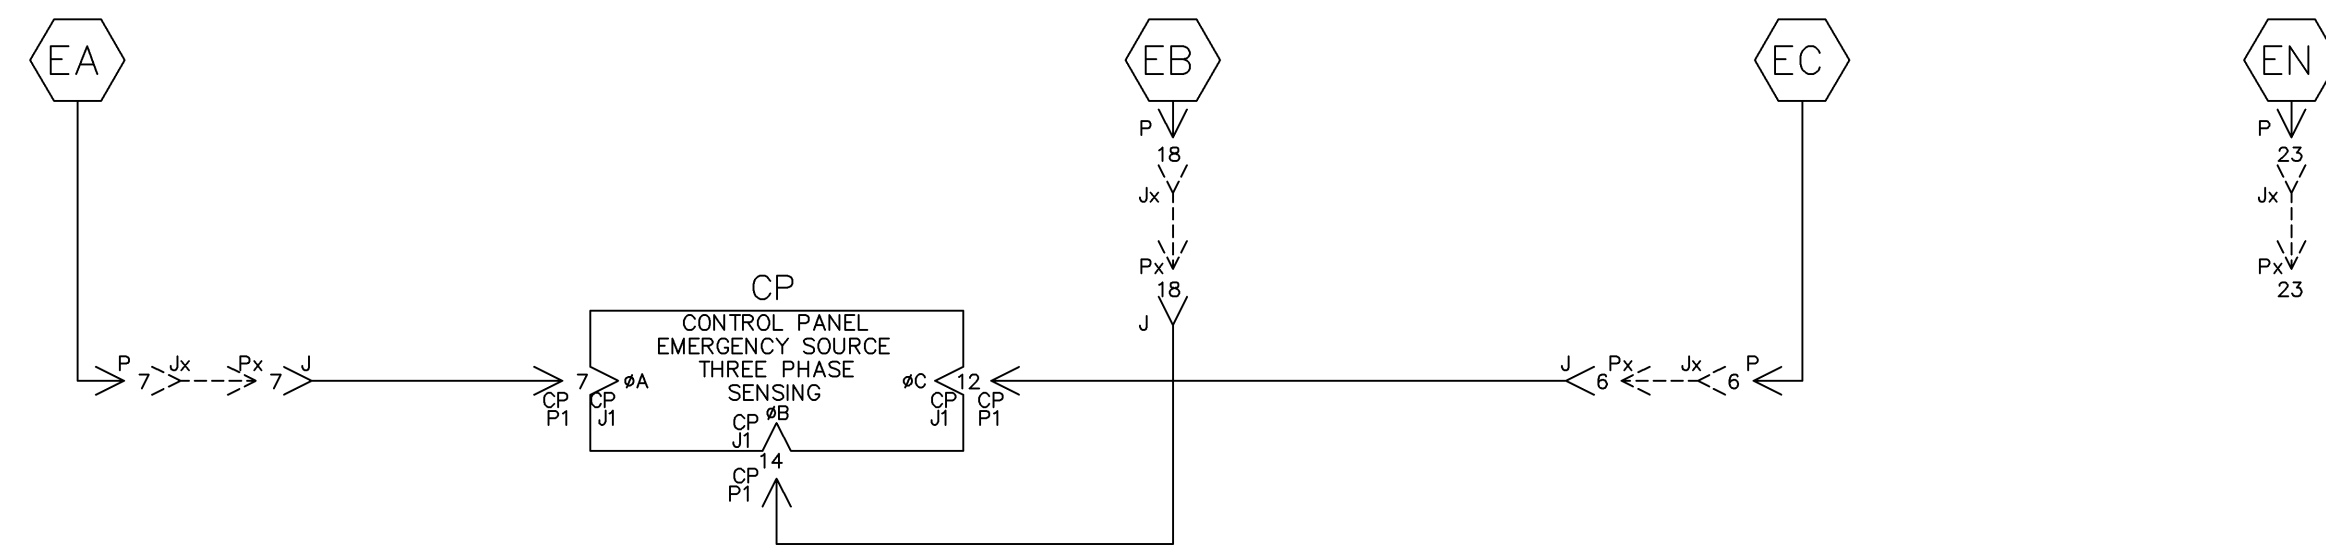 EA
EB
EC
EN
P
P
18
23
Jx
Jx
Px
Px
18
23
J
CP
CONTROL PANEL
EMERGENCY SOURCE
THREE PHASE
SENSING
P 7 Jx Px 7 J
7 øA
øC 12
J 6 Px Jx 6 P
CP CP
P1 J1
CP CP
J1 P1
øB
CP
J1
14
CP
P1